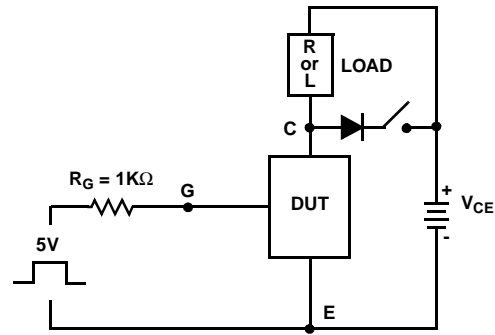 R
or
L
LOAD
C
R_G = 1KΩ
G
DUT
5V
+
V_CE
-
E